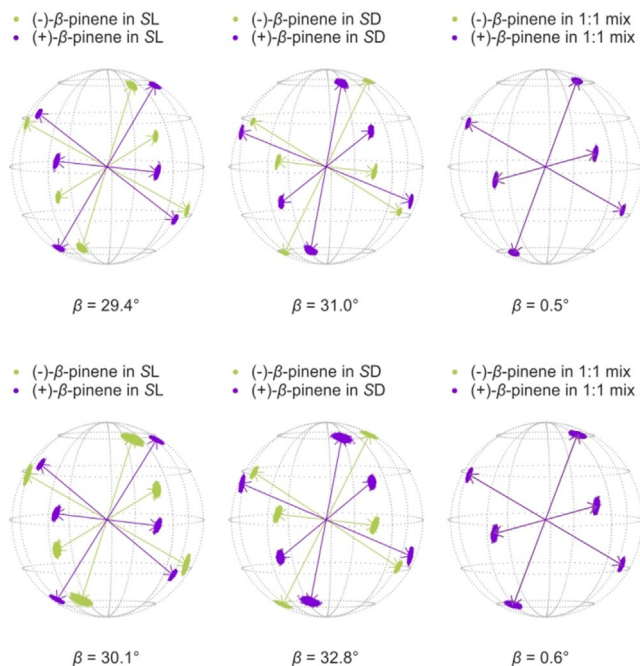 (-)-β-pinene in SL
(+)-β-pinene in SL
(-)-β-pinene in SD
(+)-β-pinene in SD
(-)-β-pinene in 1:1 mix
(+)-β-pinene in 1:1 mix
β = 29.4°
β = 31.0°
β = 0.5°
(-)-β-pinene in SL
(+)-β-pinene in SL
(-)-β-pinene in SD
(+)-β-pinene in SD
(-)-β-pinene in 1:1 mix
(+)-β-pinene in 1:1 mix
β = 30.1°
β = 32.8°
β = 0.6°